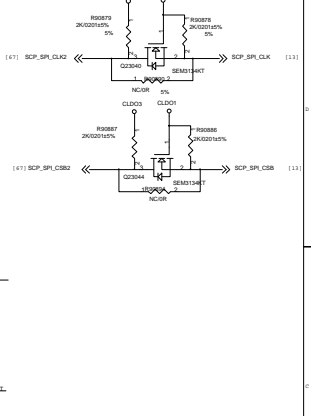 R90879
2K/0201±5%
5%
R90878
2K/0201±5%
5%
[67] SCP_SPI_CLK2
SCP_SPI_CLK [13]
Q23040
SEM3134KT
NC/0R 5%
CLDO3
CLDO1
R90887
2K/0201±5%
R90886
2K/0201±5%
[67] SCP_SPI_CSB2
SCP_SPI_CSB [13]
Q23044
SEM3134KT
NC/0R
D
C